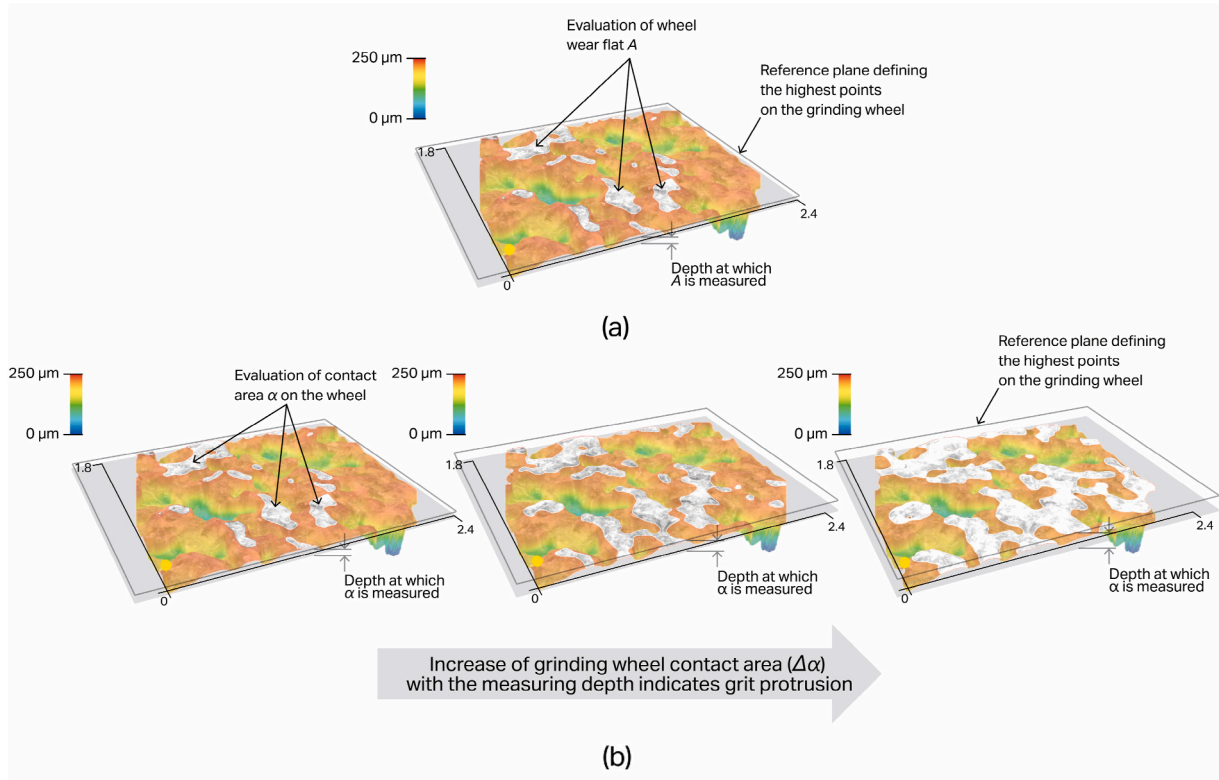 Evaluation of wheel
wear flat A
250 µm
0 µm
Reference plane defining
the highest points
on the grinding wheel
1.8
2.4
0
Depth at which
A is measured
(a)
250 µm
0 µm
Evaluation of contact
area α on the wheel
1.8
2.4
0
Depth at which
α is measured
250 µm
0 µm
1.8
2.4
0
Depth at which
α is measured
Reference plane defining
the highest points
on the grinding wheel
250 µm
0 µm
1.8
2.4
0
Depth at which
α is measured
Increase of grinding wheel contact area (Δα)
with the measuring depth indicates grit protrusion
(b)